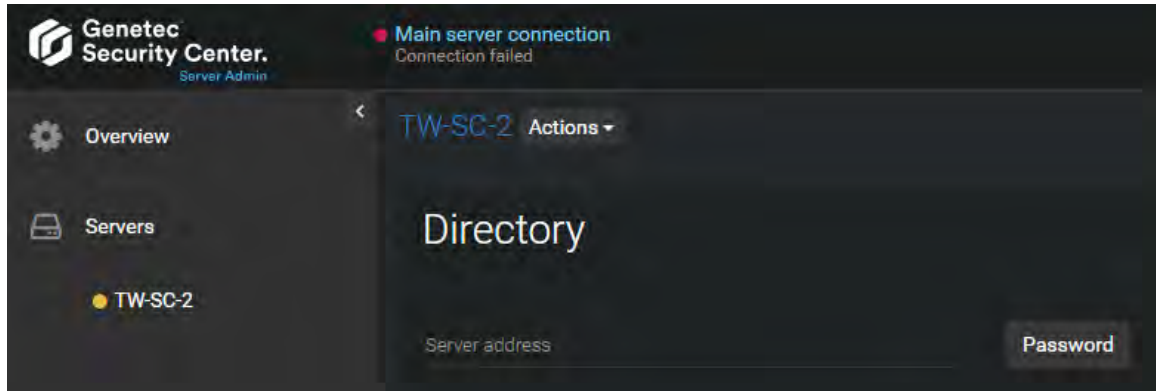 Genetec
Security Center.
Server Admin
Main server connection
Connection failed
Overview
Servers
TW-SC-2
TW-SC-2 Actions
Directory
Server address
Password